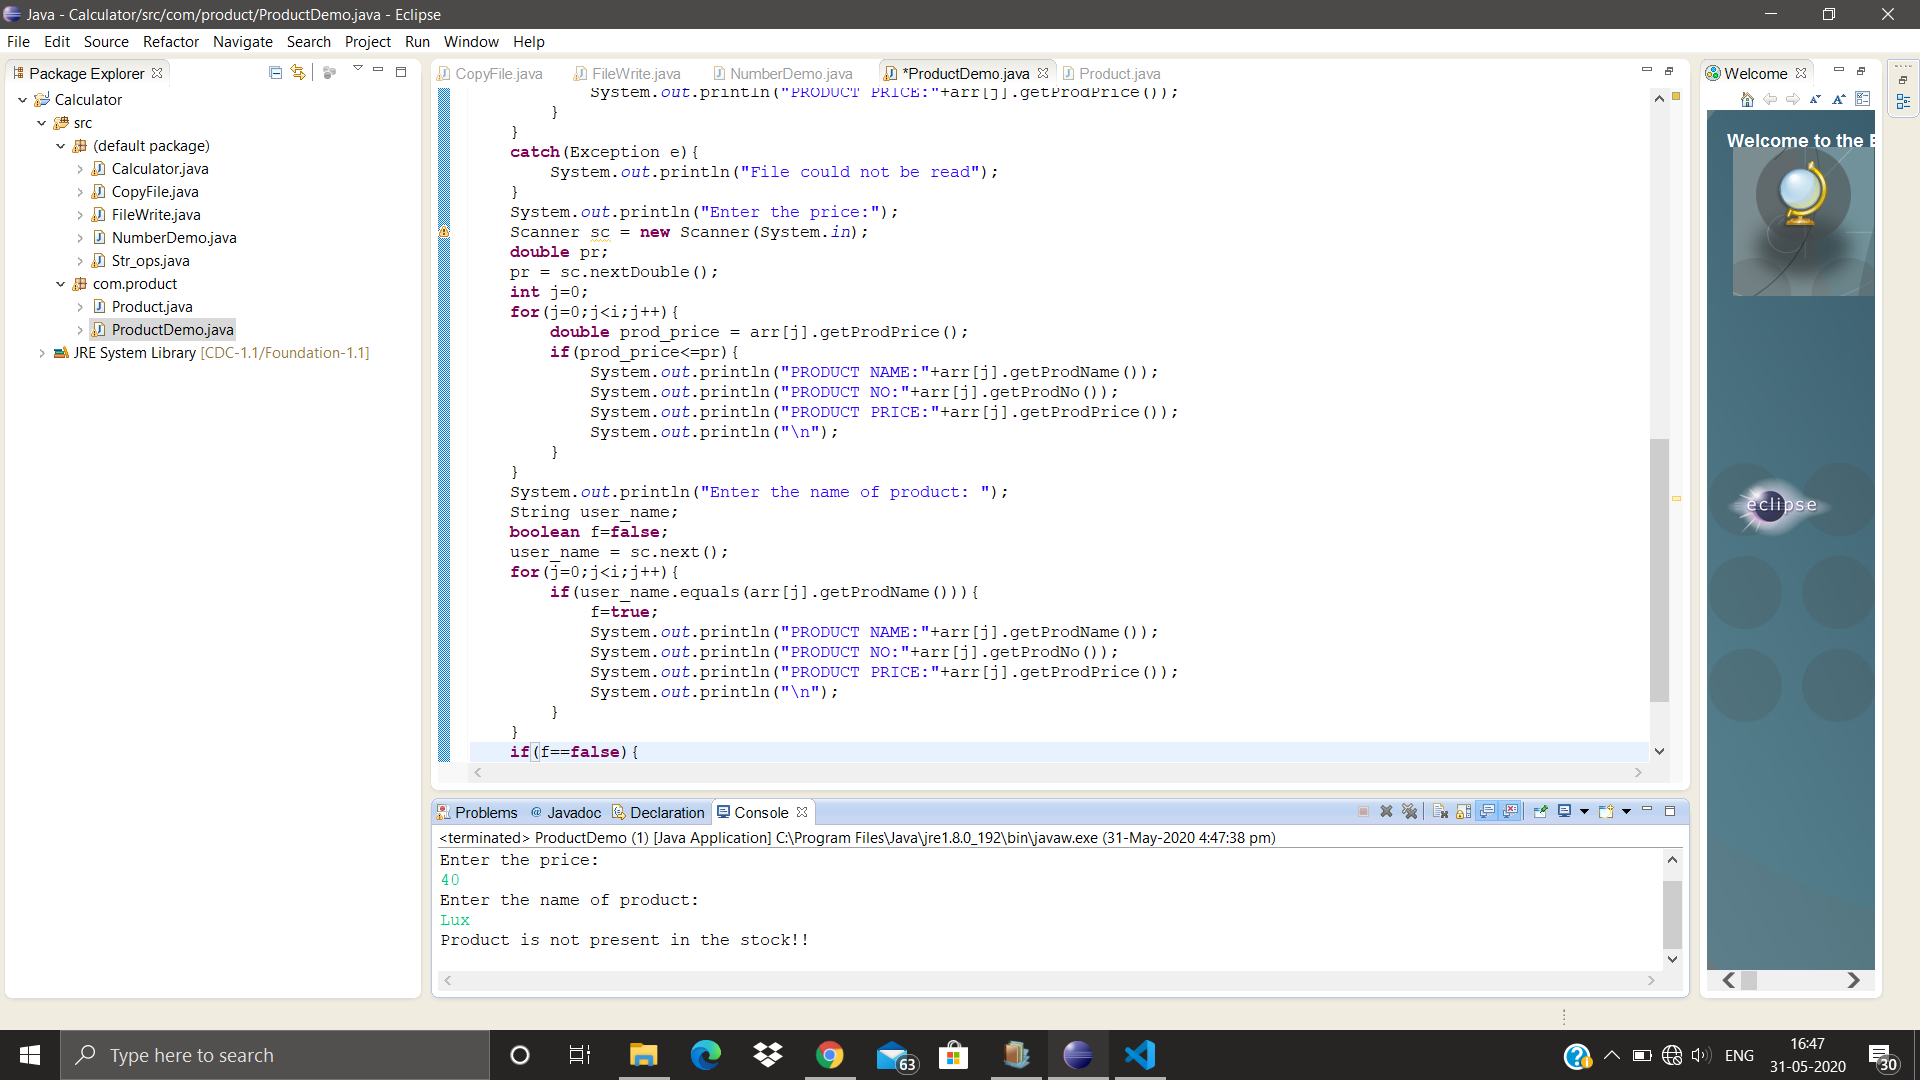 Java - Calculator/src/com/product/ProductDemo.java - Eclipse
File Edit Source Refactor Navigate Search Project Run Window Help
Package Explorer
Calculator
src
(default package)
Calculator.java
CopyFile.java
FileWrite.java
NumberDemo.java
Str_ops.java
com.product
Product.java
ProductDemo.java
JRE System Library [CDC-1.1/Foundation-1.1]
CopyFile.java FileWrite.java NumberDemo.java *ProductDemo.java Product.java
System.out.println("PRODUCT PRICE:"+arr[j].getProdPrice());
}
}
catch(Exception e){
System.out.println("File could not be read");
}
System.out.println("Enter the price:");
Scanner sc = new Scanner(System.in);
double pr;
pr = sc.nextDouble();
int j=0;
for(j=0;j<i;j++){
double prod_price = arr[j].getProdPrice();
if(prod_price<=pr){
System.out.println("PRODUCT NAME:"+arr[j].getProdName());
System.out.println("PRODUCT NO:"+arr[j].getProdNo());
System.out.println("PRODUCT PRICE:"+arr[j].getProdPrice());
System.out.println("\n");
}
}
System.out.println("Enter the name of product: ");
String user_name;
boolean f=false;
user_name = sc.next();
for(j=0;j<i;j++){
if(user_name.equals(arr[j].getProdName())){
f=true;
System.out.println("PRODUCT NAME:"+arr[j].getProdName());
System.out.println("PRODUCT NO:"+arr[j].getProdNo());
System.out.println("PRODUCT PRICE:"+arr[j].getProdPrice());
System.out.println("\n");
}
}
if(f==false){
Problems @ Javadoc Declaration Console
<terminated> ProductDemo (1) [Java Application] C:\Program Files\Java\jre1.8.0_192\bin\javaw.exe (31-May-2020 4:47:38 pm)
Enter the price:
40
Enter the name of product:
Lux
Product is not present in the stock!!
Welcome
Welcome to the E
eclipse
Type here to search
63
ENG
16:47
31-05-2020
30